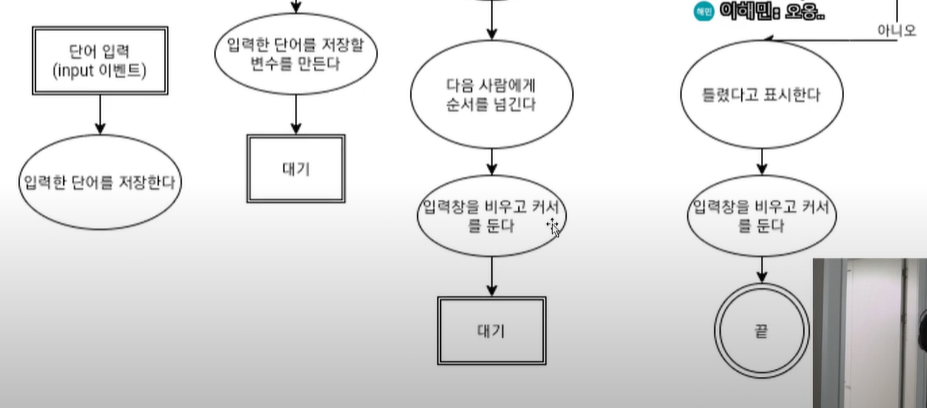 해민 이해민: 오옹..
아니오
단어 입력
(input 이벤트)
입력한 단어를 저장한다
입력한 단어를 저장할
변수를 만든다
대기
다음 사람에게
순서를 넘긴다
입력창을 비우고 커서
를 둔다
대기
틀렸다고 표시한다
입력창을 비우고 커서
를 둔다
끝